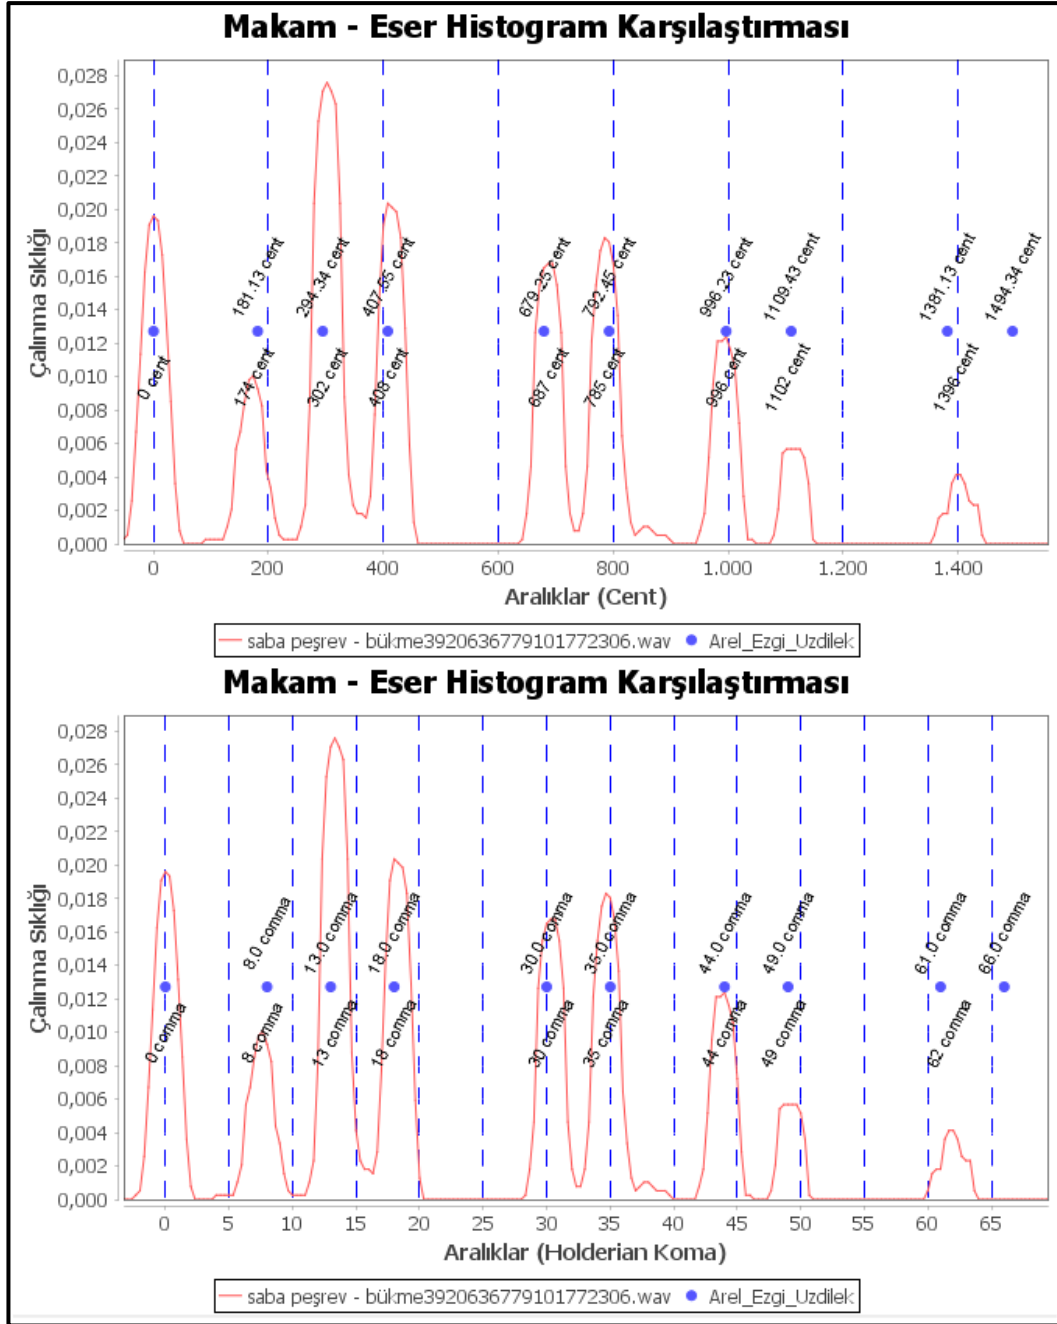 Makam - Eser Histogram Karşılaştırması
0,028
0,026
0,024
0,022
0,020
0,018
0,016
0,014
0,012
0,010
0,008
0,006
0,004
0,002
0,000
Çalınma Sıklığı
181.13 cent
294.34 cent
407.55 cent
679.25 cent
792.45 cent
996.23 cent
1109.43 cent
1381.13 cent
1494.34 cent
0 cent
174 cent
302 cent
408 cent
687 cent
785 cent
996 cent
1102 cent
1396 cent
0 200 400 600 800 1.000 1.200 1.400
Aralıklar (Cent)
saba peşrev - bükme3920636779101772306.wav Arel_Ezgi_Uzdilek
Makam - Eser Histogram Karşılaştırması
0,028
0,026
0,024
0,022
0,020
0,018
0,016
0,014
0,012
0,010
0,008
0,006
0,004
0,002
0,000
Çalınma Sıklığı
8.0 comma
13.0 comma
18.0 comma
30.0 comma
35.0 comma
44.0 comma
49.0 comma
61.0 comma
66.0 comma
0 comma
8 comma
13 comma
18 comma
30 comma
35 comma
44 comma
49 comma
62 comma
0 5 10 15 20 25 30 35 40 45 50 55 60 65
Aralıklar (Holderian Koma)
saba peşrev - bükme3920636779101772306.wav Arel_Ezgi_Uzdilek